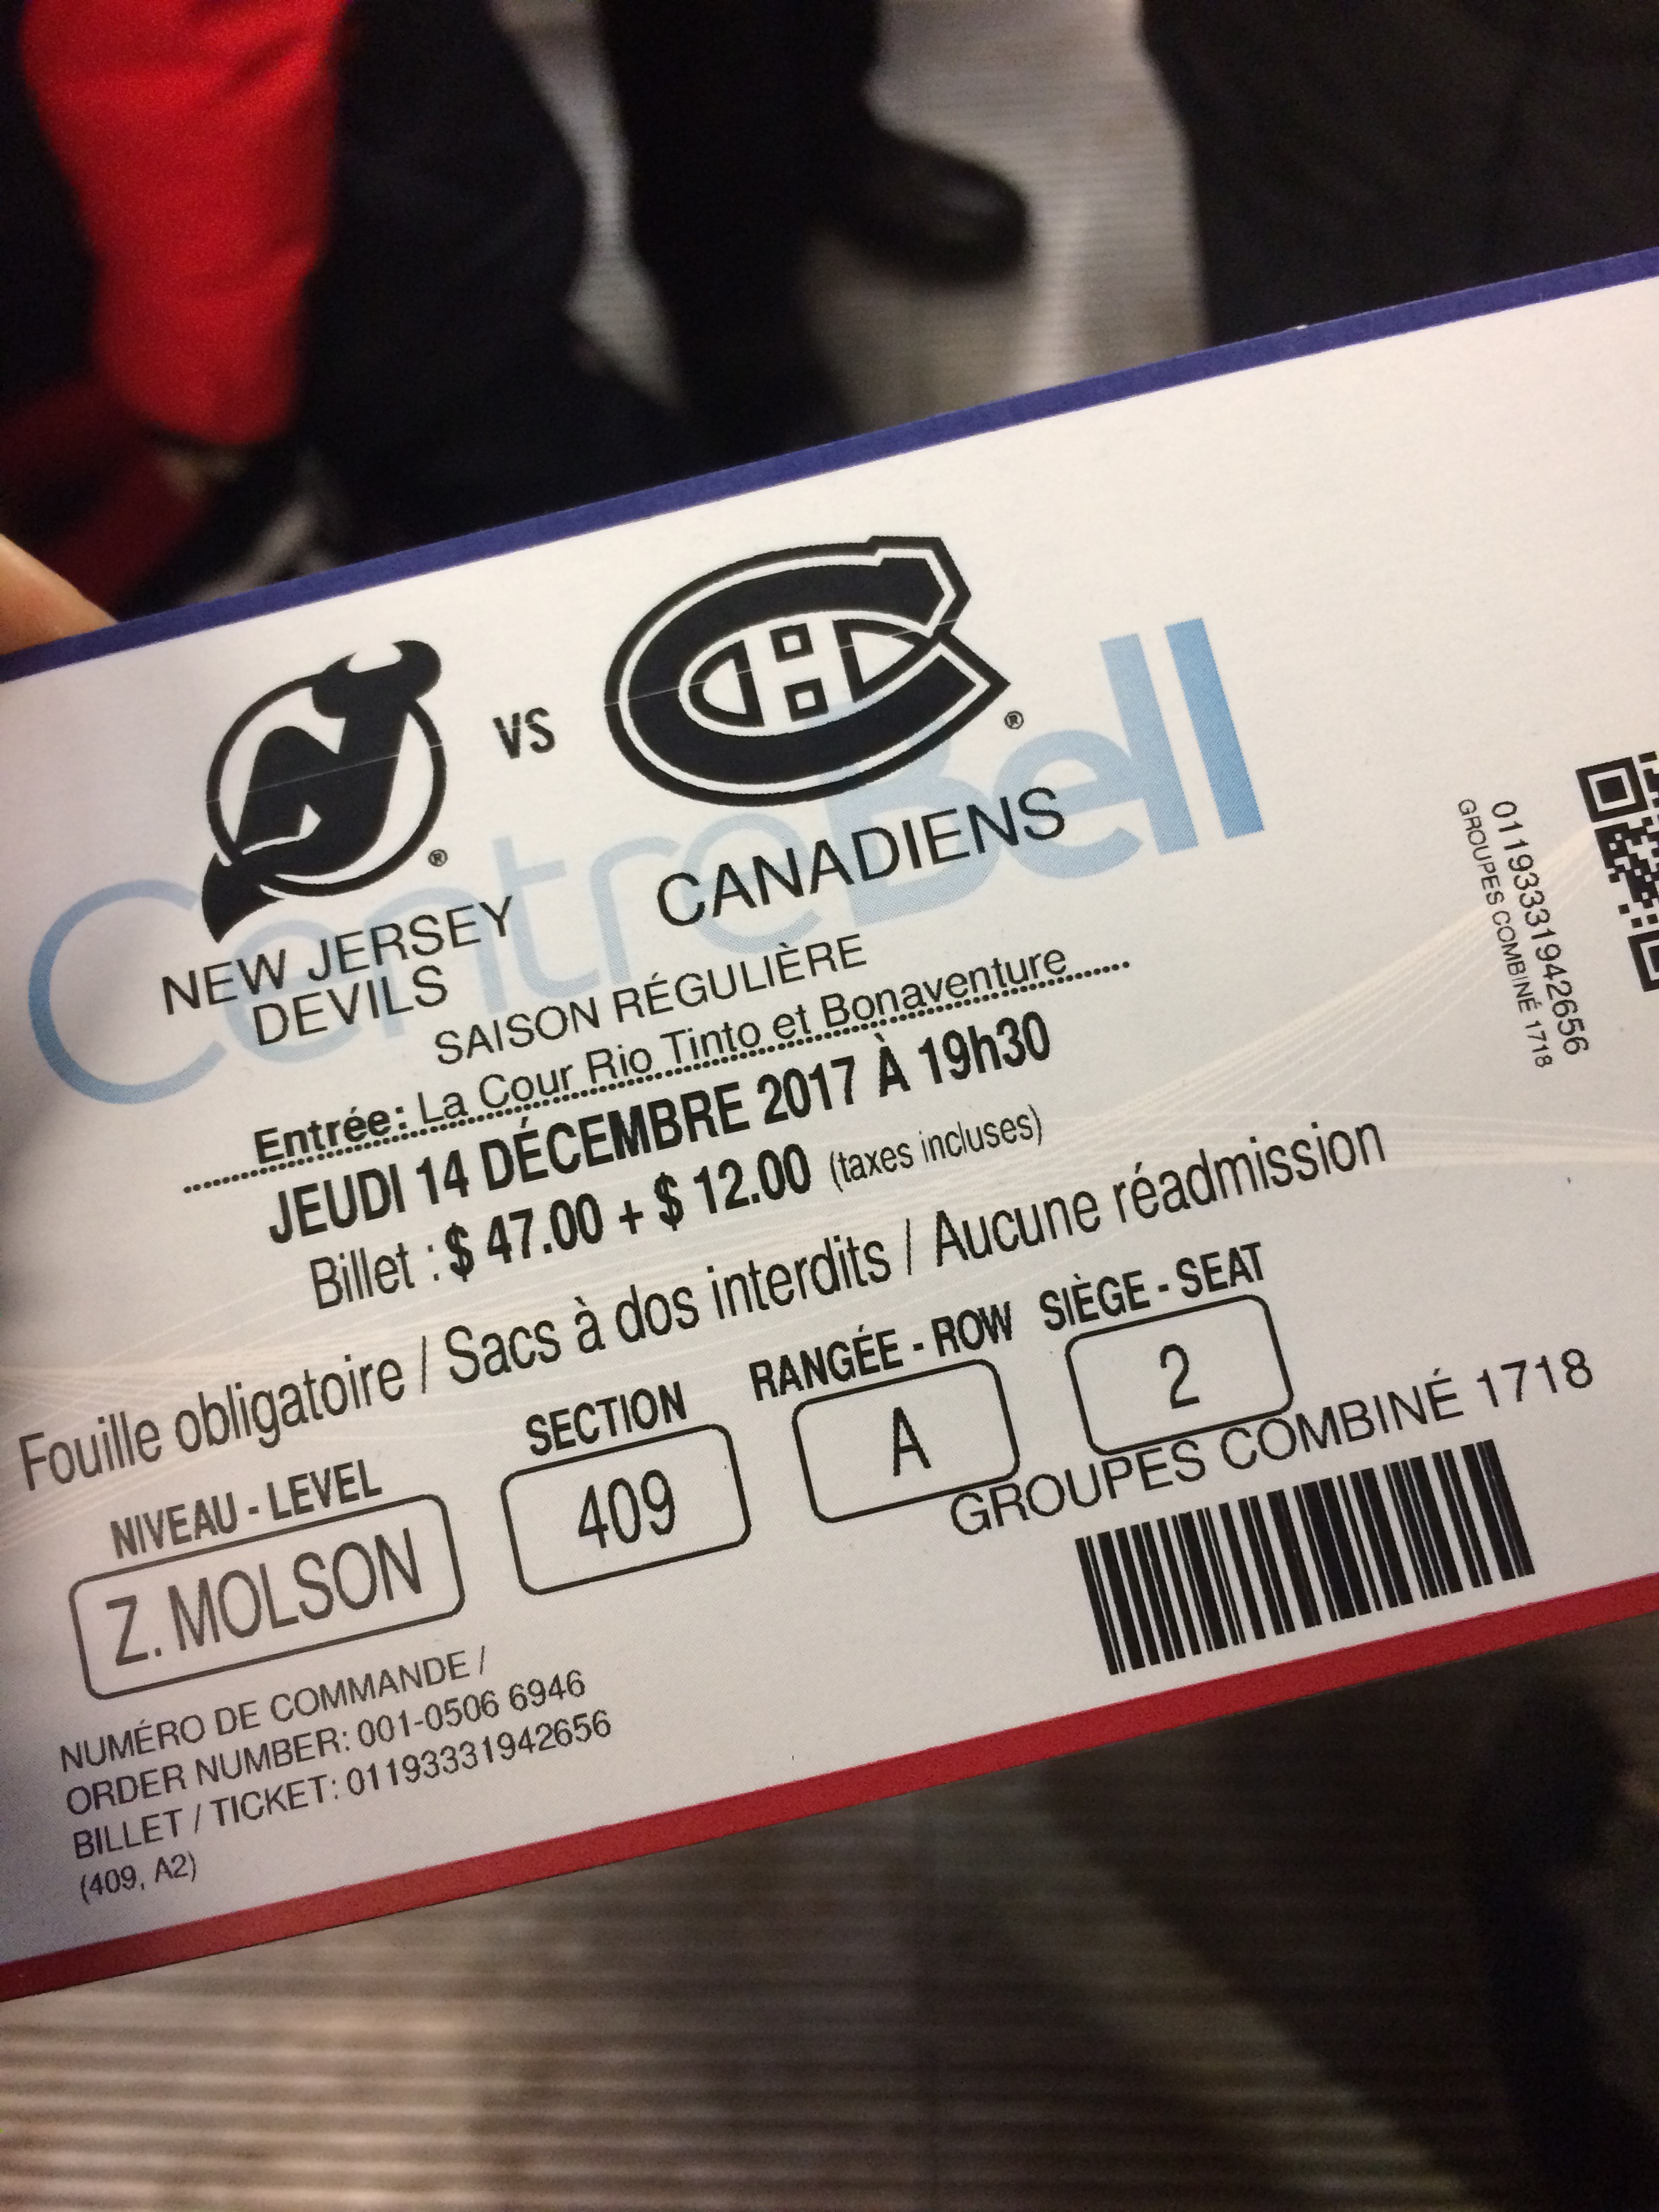 VS
CentreBell
NEW JERSEY
DEVILS
CANADIENS
SAISON RÉGULIÈRE
Entrée: La Cour Rio Tinto et Bonaventure
JEUDI 14 DÉCEMBRE 2017 À 19h30
Billet : $ 47.00 + $ 12.00 (taxes incluses)
Fouille obligatoire / Sacs à dos interdits / Aucune réadmission
NIVEAU - LEVEL SECTION RANGÉE - ROW SIÈGE - SEAT
Z. MOLSON 409 A 2
GROUPES COMBINÉ 1718
NUMÉRO DE COMMANDE /
ORDER NUMBER: 001-0506 6946
BILLET / TICKET: 01193331942656
(409, A2)
01193331942656
GROUPES COMBINÉ 1718